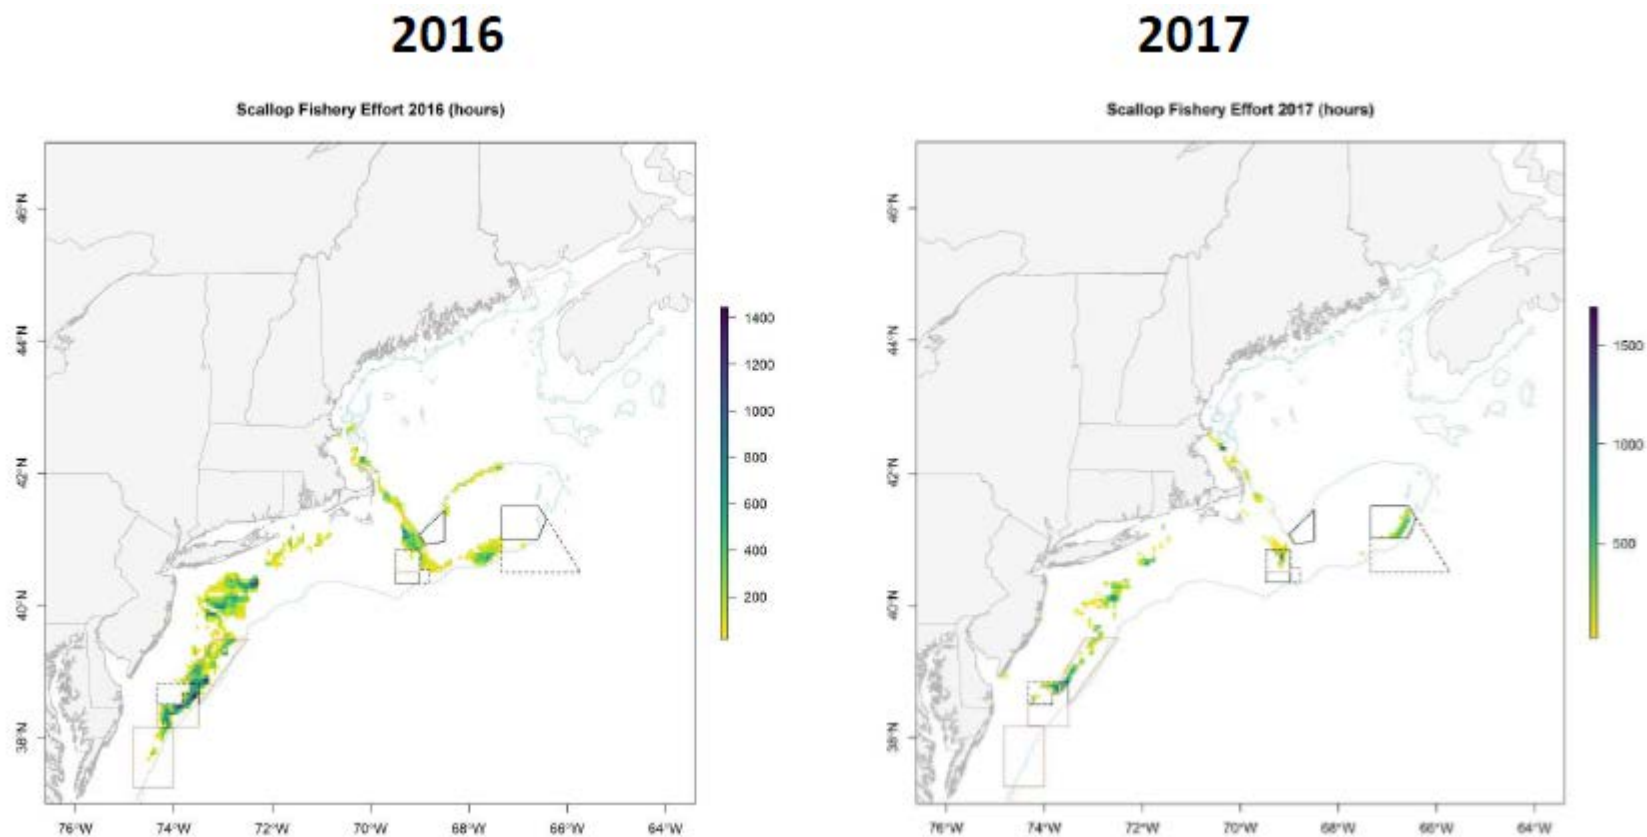 2016
2017
Scallop Fishery Effort 2016 (hours)
Scallop Fishery Effort 2017 (hours)
46°N
44°N
42°N
40°N
38°N
76°W
74°W
72°W
70°W
68°W
66°W
64°W
1400
1200
1000
800
600
400
200
46°N
44°N
42°N
40°N
38°N
76°W
74°W
72°W
70°W
68°W
66°W
64°W
1500
1000
500